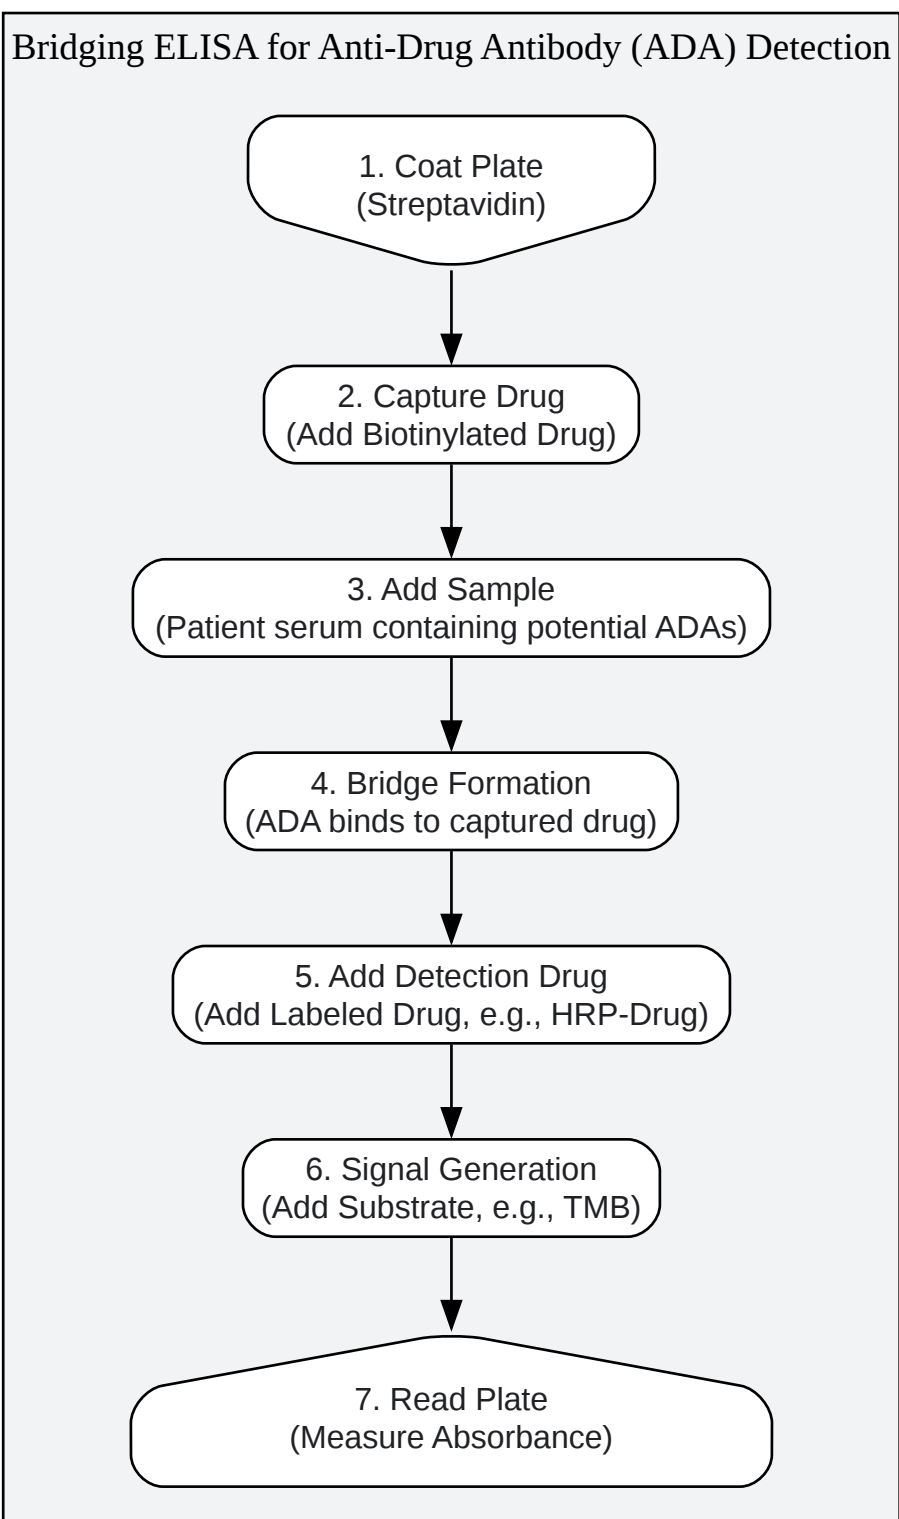 Bridging ELISA for Anti-Drug Antibody (ADA) Detection
1. Coat Plate
(Streptavidin)
2. Capture Drug
(Add Biotinylated Drug)
3. Add Sample
(Patient serum containing potential ADAs)
4. Bridge Formation
(ADA binds to captured drug)
5. Add Detection Drug
(Add Labeled Drug, e.g., HRP-Drug)
6. Signal Generation
(Add Substrate, e.g., TMB)
7. Read Plate
(Measure Absorbance)